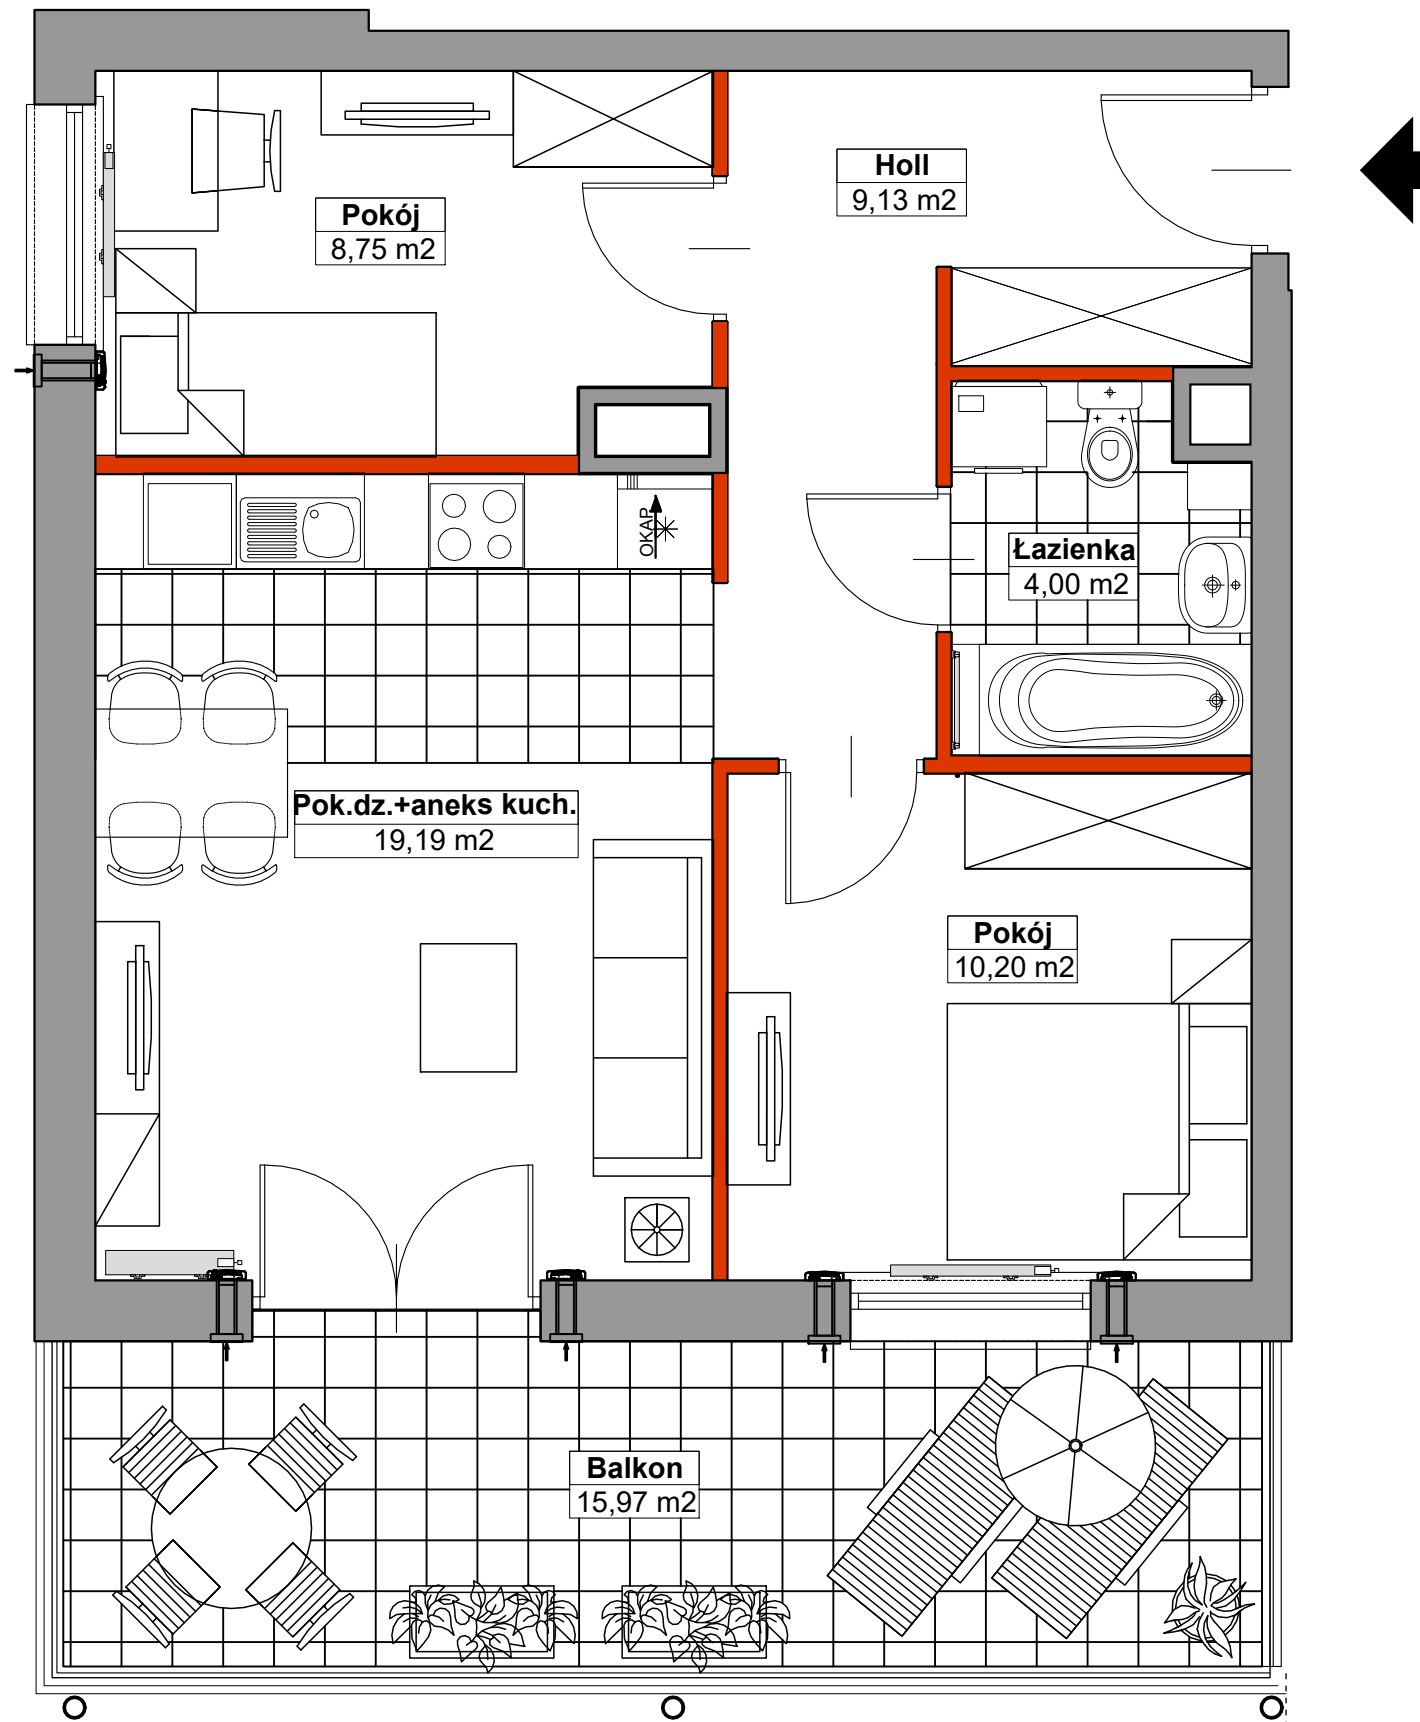 Holl
9,13 m2
Pokój
8,75 m2
OKAP
Łazienka
4,00 m2
Pok.dz.+aneks kuch.
19,19 m2
Pokój
10,20 m2
Balkon
15,97 m2